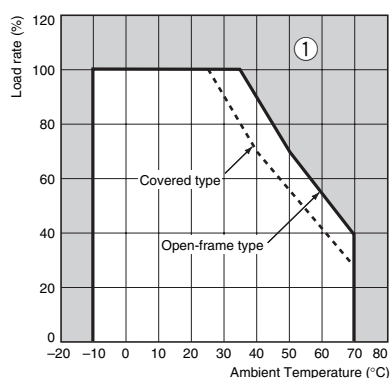 Load rate (%)
120
100
80
60
40
20
0
①
Covered type
Open-frame type
−20 −10 0 10 20 30 40 50 60 70 80
Ambient Temperature (°C)